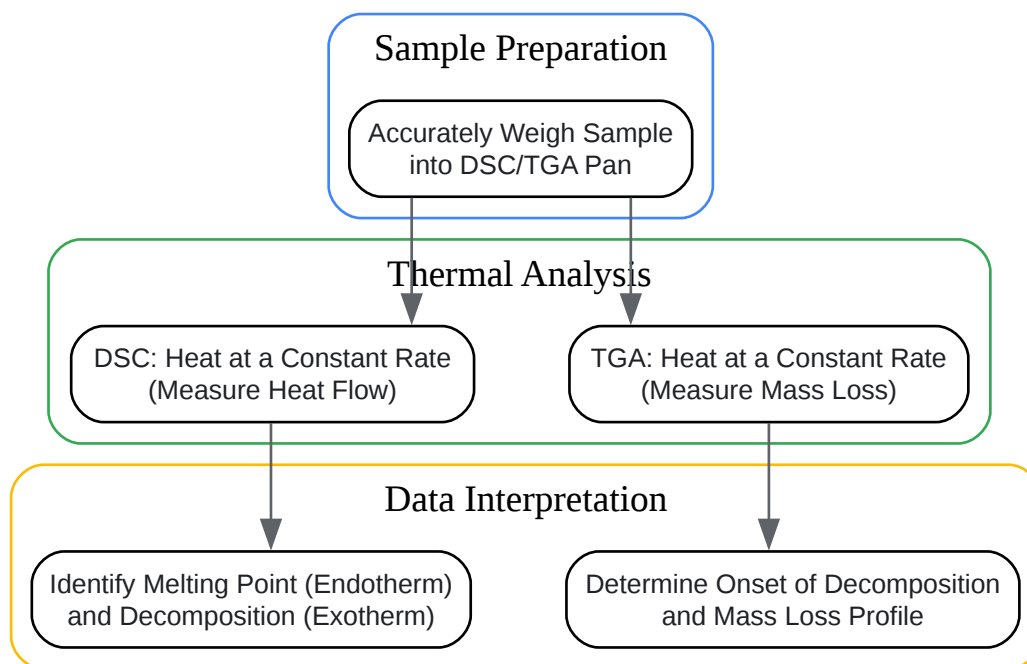 Sample Preparation
Accurately Weigh Sample
into DSC/TGA Pan
Thermal Analysis
DSC: Heat at a Constant Rate
(Measure Heat Flow)
TGA: Heat at a Constant Rate
(Measure Mass Loss)
Data Interpretation
Identify Melting Point (Endotherm)
and Decomposition (Exotherm)
Determine Onset of Decomposition
and Mass Loss Profile